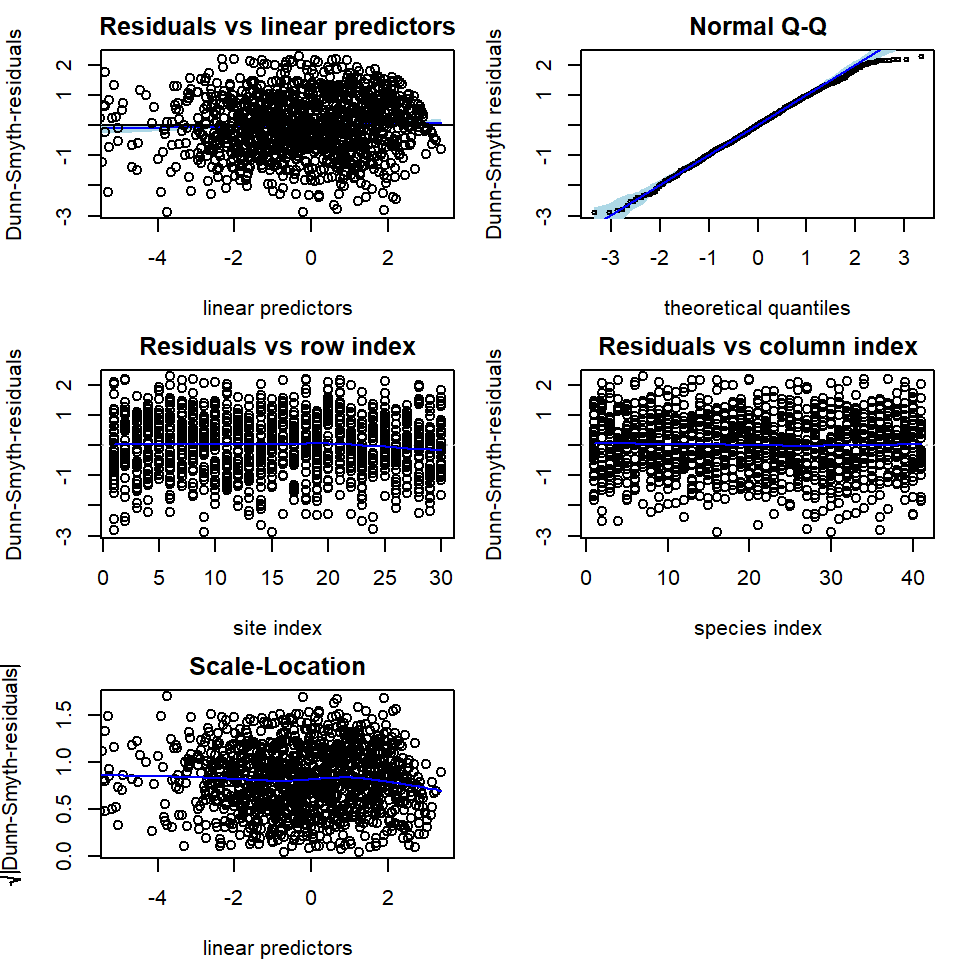 Residuals vs linear predictors
Dunn-Smyth-residuals
2
1
-1
-3
-4 -2 0 2
linear predictors
Normal Q-Q
Dunn-Smyth residuals
2
1
-1
-3
-3 -2 -1 0 1 2 3
theoretical quantiles
Residuals vs row index
Dunn-Smyth-residuals
2
1
-1
-3
0 5 10 15 20 25 30
site index
Residuals vs column index
Dunn-Smyth-residuals
2
1
-1
-3
0 10 20 30 40
species index
Scale-Location
√|Dunn-Smyth-residuals|
1.5
1.0
0.5
0.0
-4 -2 0 2
linear predictors